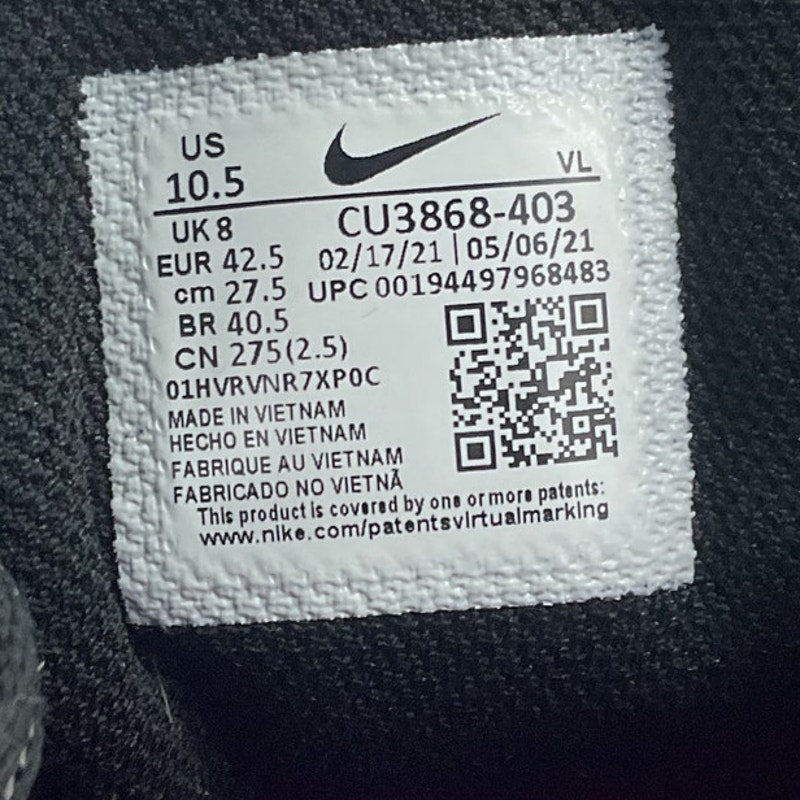 US
10.5
VL
UK 8
CU3868-403
EUR 42.5
02/17/21 | 05/06/21
cm 27.5
UPC 00194497968483
BR 40.5
CN 275(2.5)
01HVRVNR7XP0C
MADE IN VIETNAM
HECHO EN VIETNAM
FABRIQUE AU VIETNAM
FABRICADO NO VIETNÃ
This product is covered by one or more patents:
www.nike.com/patentsvirtualmarking